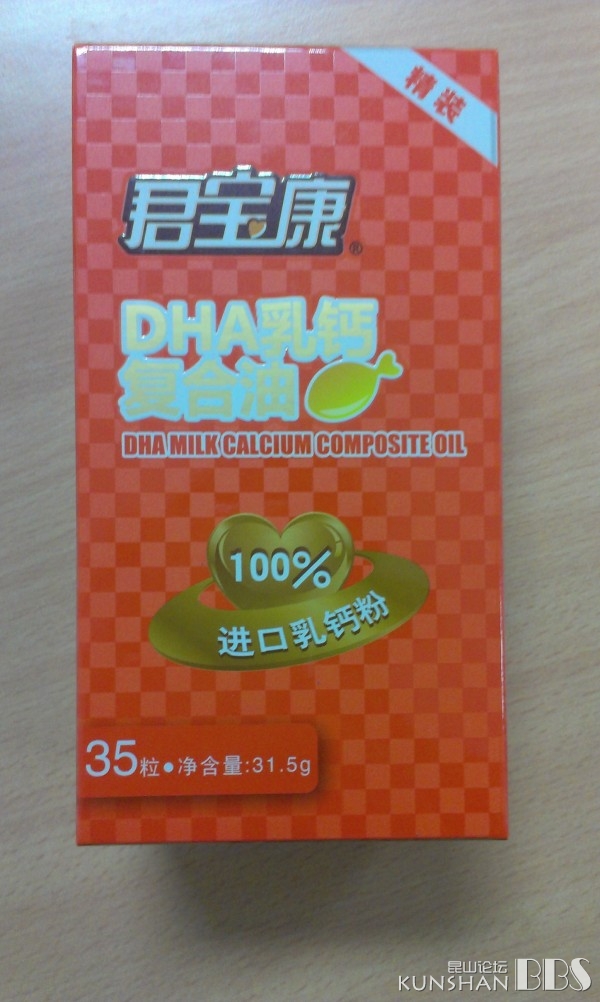 精装
君宝康®
DHA乳钙
复合油
DHA MILK CALCIUM COMPOSITE OIL
100%
进口乳钙粉
35粒•净含量:31.5g
昆山论坛
KUNSHAN BBS